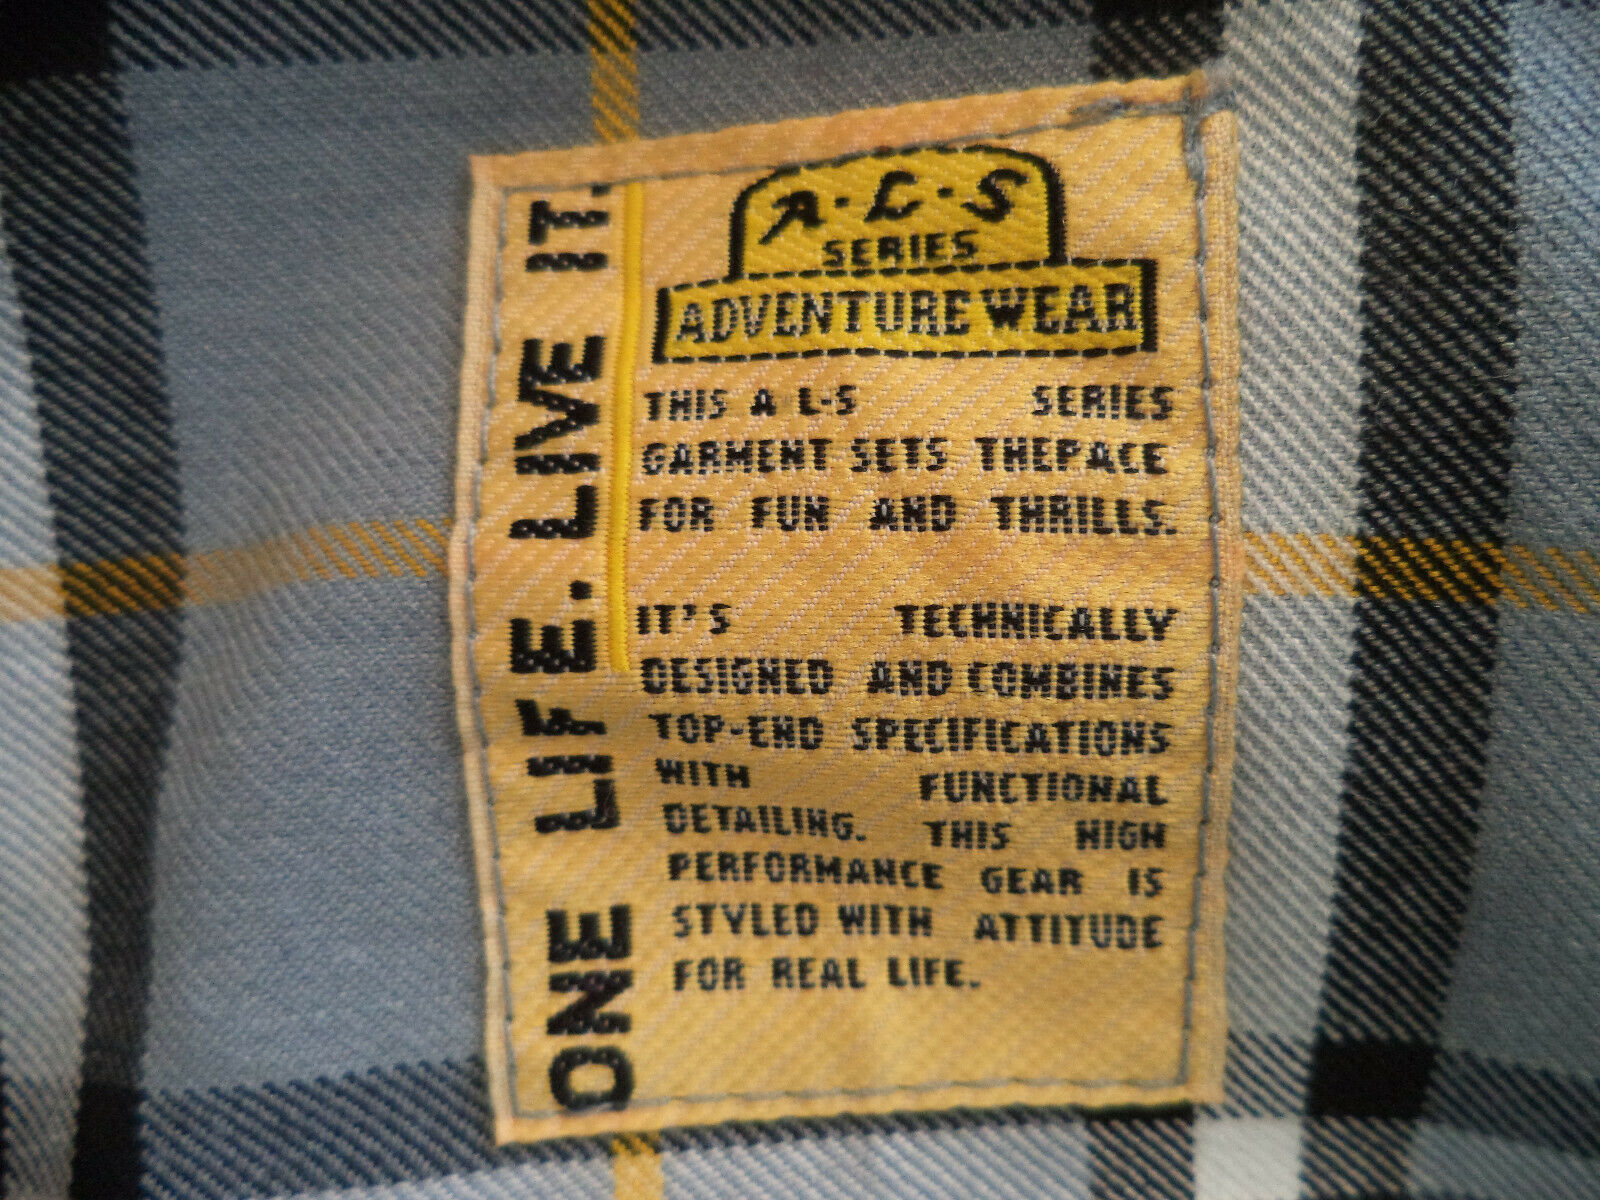 ONE LIFE. LIVE IT.
A·L·S
SERIES
ADVENTURE WEAR
THIS A L-S SERIES
GARMENT SETS THEPACE
FOR FUN AND THRILLS.
IT'S TECHNICALLY
DESIGNED AND COMBINES
TOP-END SPECIFICATIONS
WITH FUNCTIONAL
DETAILING. THIS HIGH
PERFORMANCE GEAR IS
STYLED WITH ATTITUDE
FOR REAL LIFE.